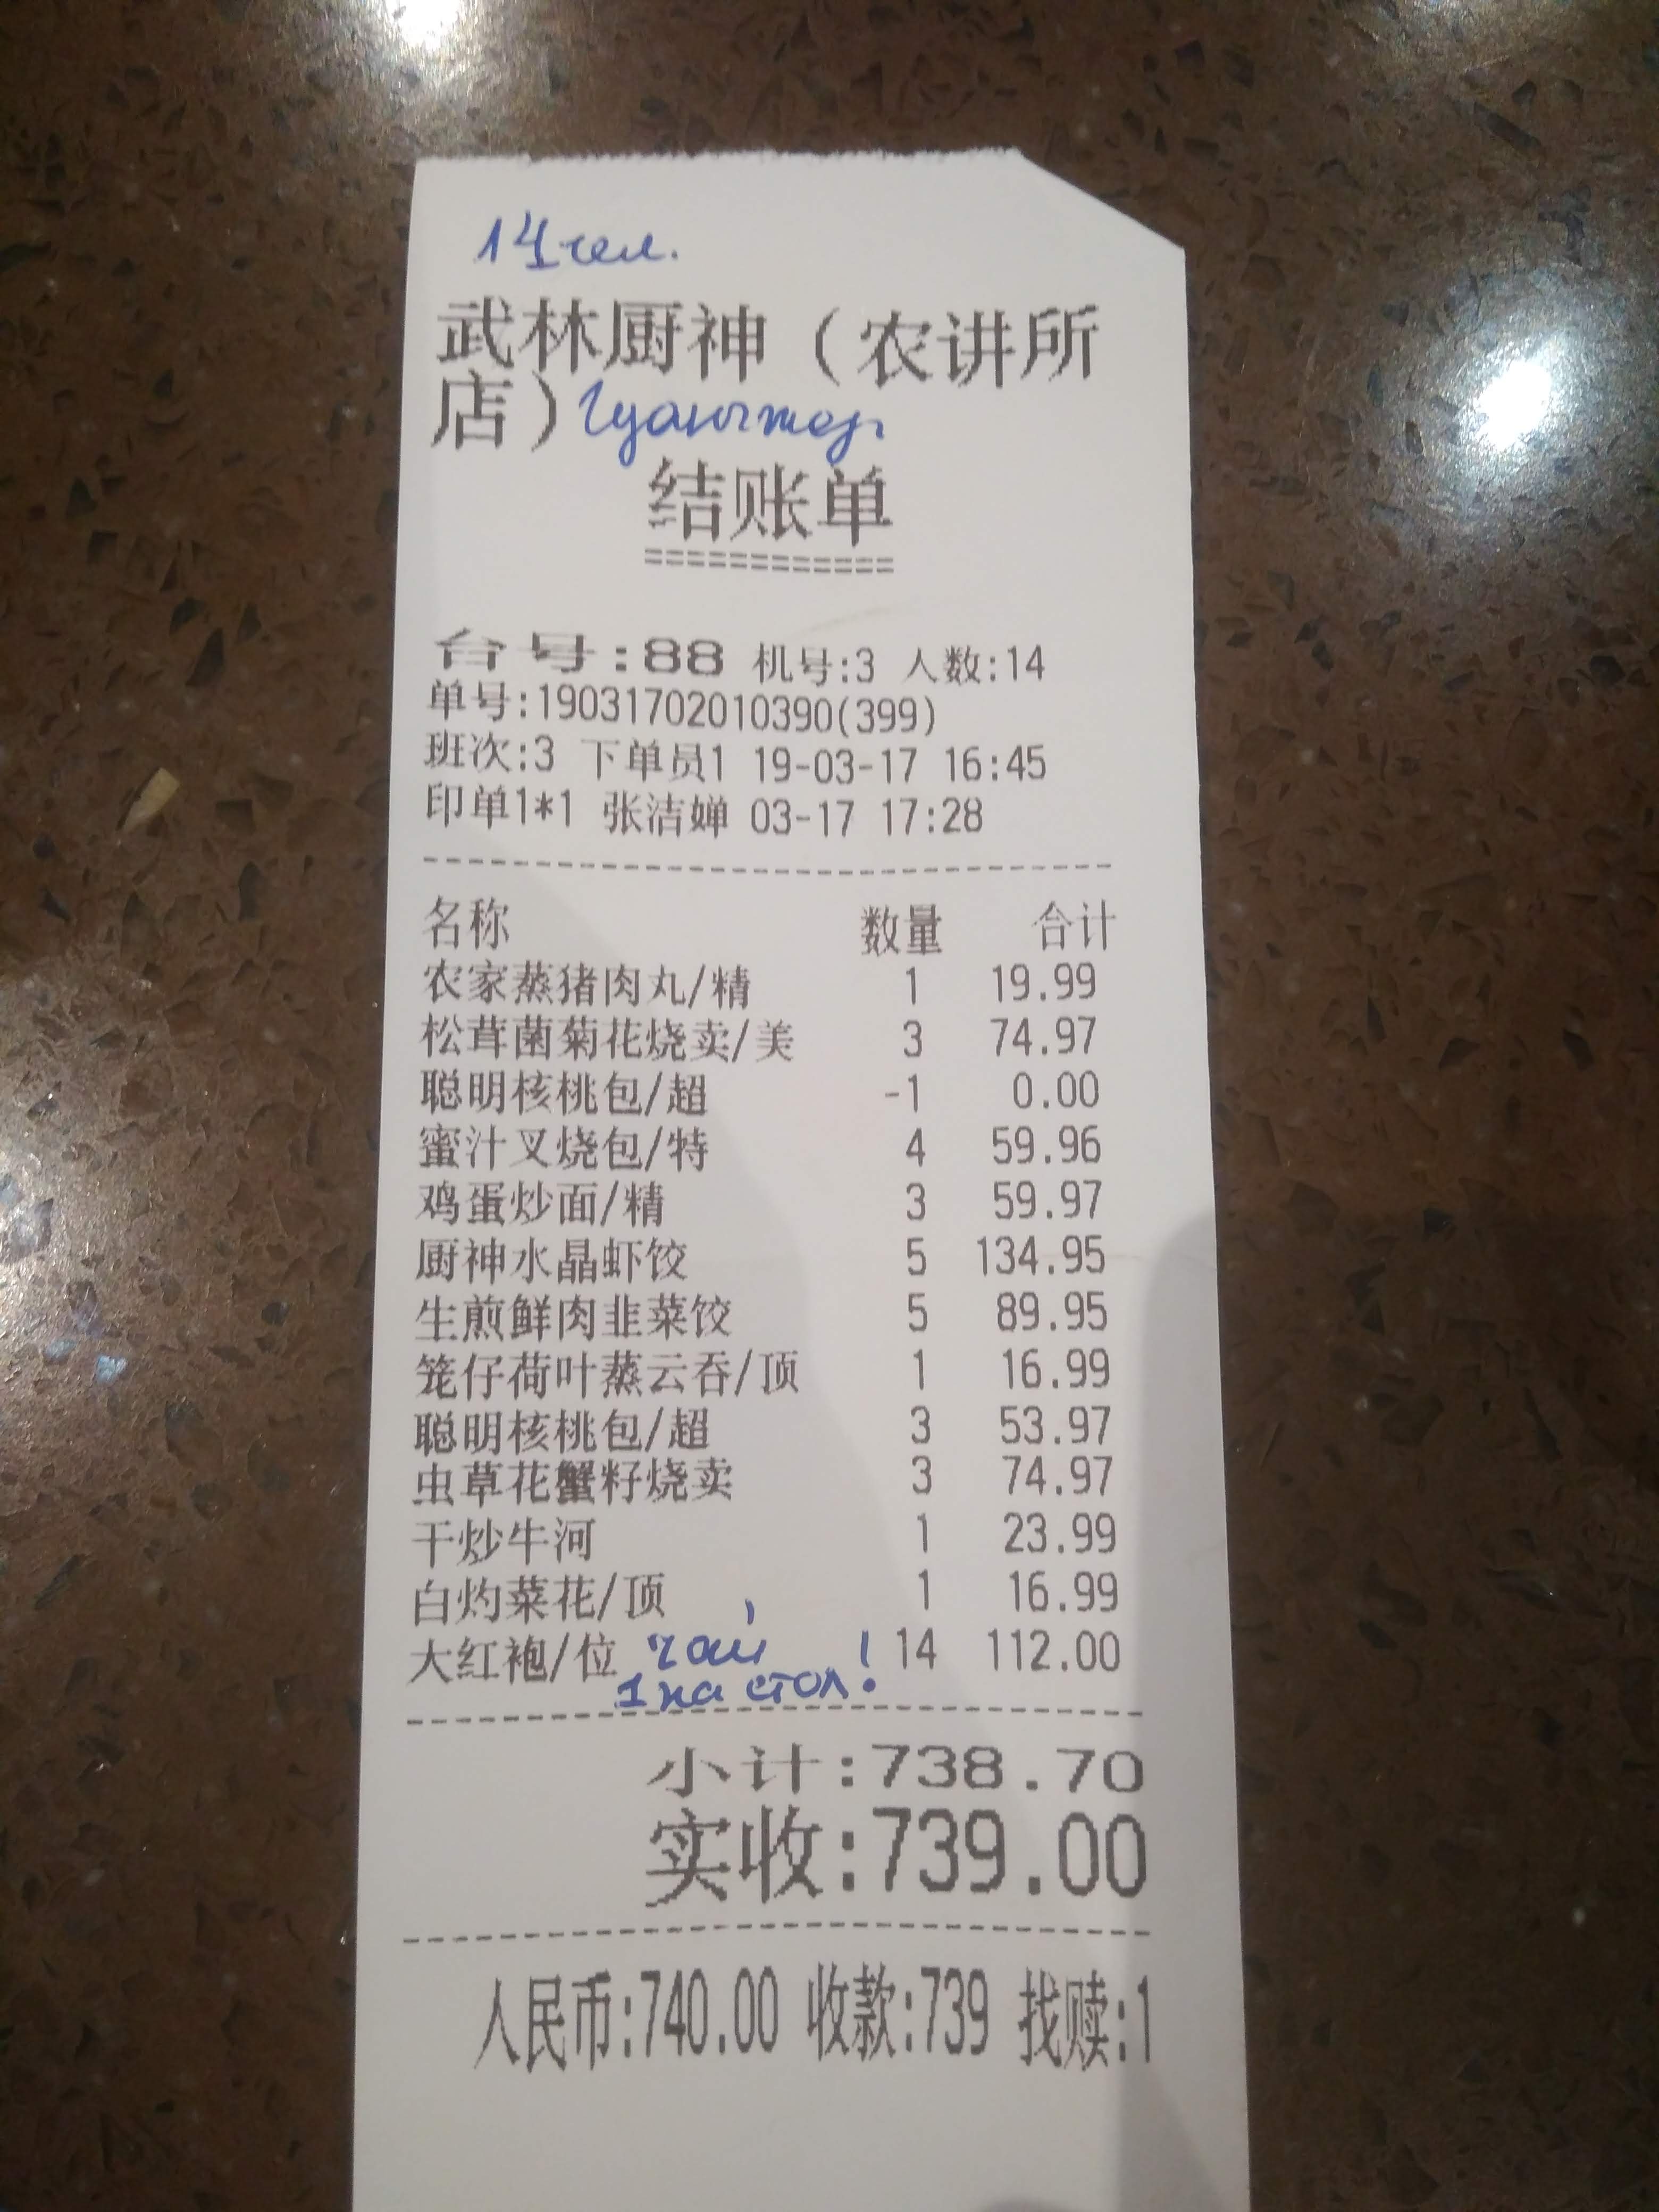 14 чел.
武林厨神（农讲所
店）Гуанчжоу
结账单
台号:88 机号:3 人数:14
单号:19031702010390(399)
班次:3 下单员1 19-03-17 16:45
印单1*1 张洁婵 03-17 17:28
名称 数量 合计
农家蒸猪肉丸/精 1 19.99
松茸菌菊花烧卖/美 3 74.97
聪明核桃包/超 -1 0.00
蜜汁叉烧包/特 4 59.96
鸡蛋炒面/精 3 59.97
厨神水晶虾饺 5 134.95
生煎鲜肉韭菜饺 5 89.95
笼仔荷叶蒸云吞/顶 1 16.99
聪明核桃包/超 3 53.97
虫草花蟹籽烧卖 3 74.97
干炒牛河 1 23.99
白灼菜花/顶 1 16.99
大红袍/位 чай 14 112.00
1 на стол!
小计:738.70
实收:739.00
人民币:740.00 收款:739 找赎:1